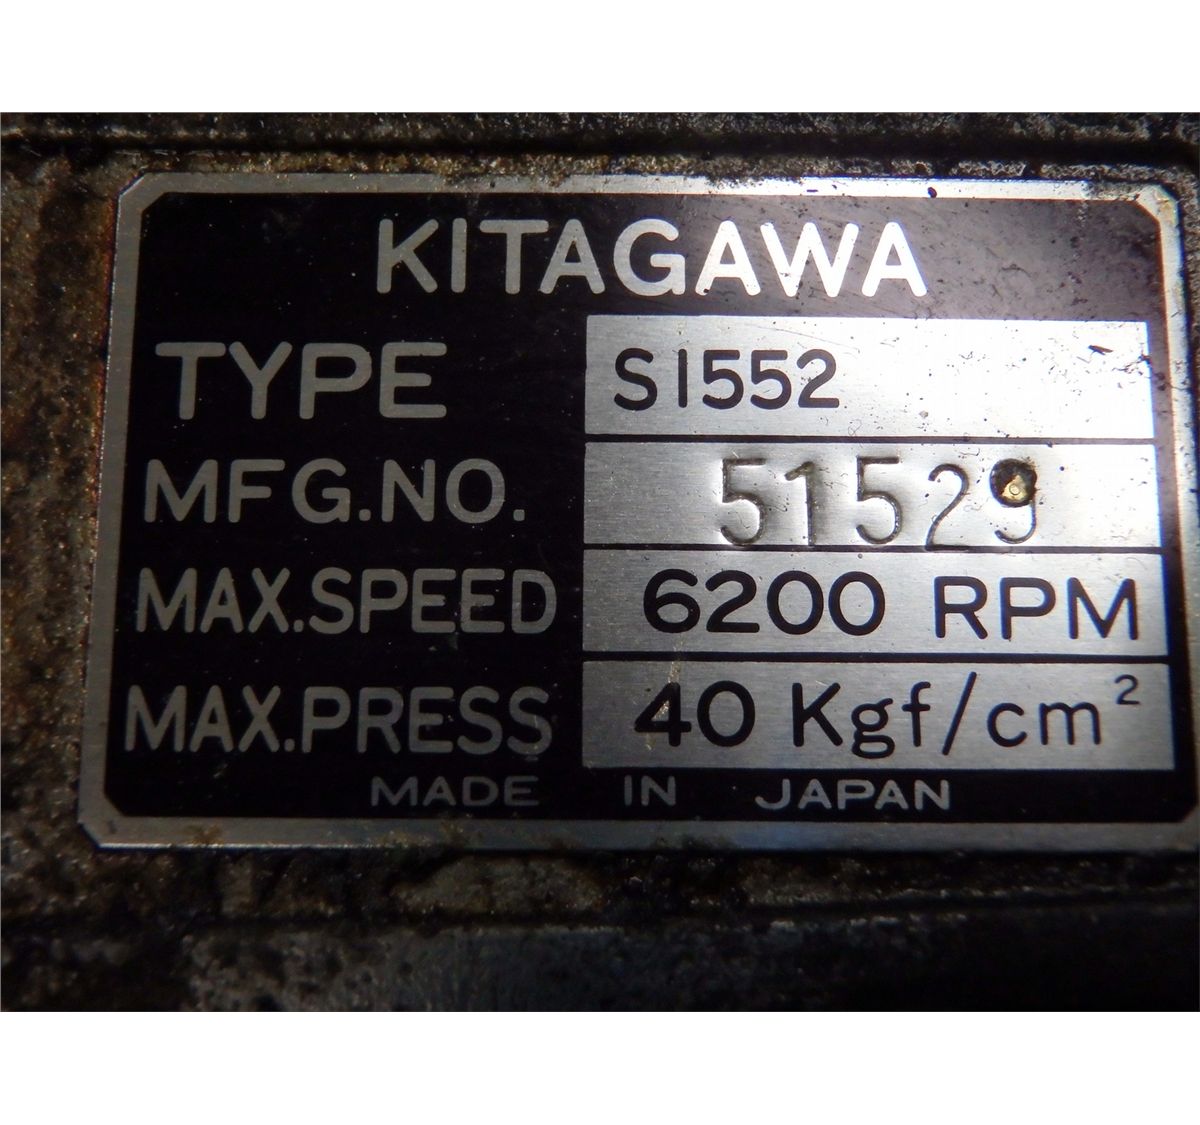 KITAGAWA
TYPE S1552
MFG.NO. 51529
MAX.SPEED 6200 RPM
MAX.PRESS 40 Kgf/cm²
MADE IN JAPAN